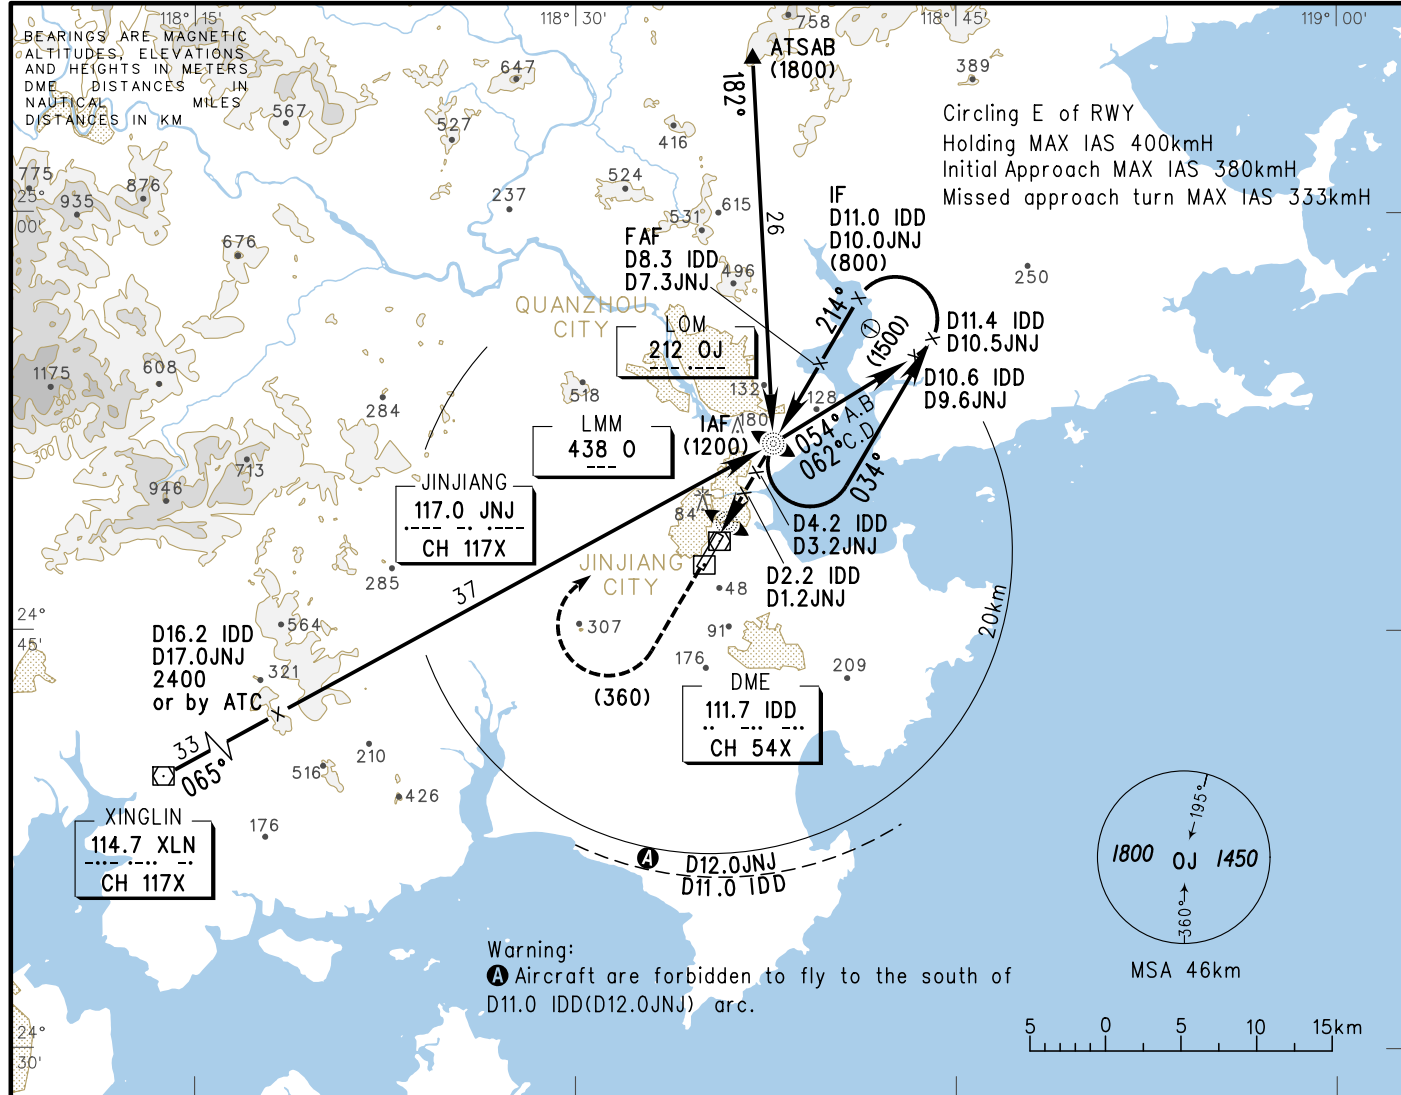 118° 15'
118° 30'
118° 45'
119° 00'
BEARINGS ARE MAGNETIC
ALTITUDES, ELEVATIONS
AND HEIGHTS IN METERS
DME DISTANCES IN
NAUTICAL MILES
DISTANCES IN KM
758
ATSAB
(1800)
182°
647
567
527
416
389
Circling E of RWY
Holding MAX IAS 400kmH
Initial Approach MAX IAS 380kmH
Missed approach turn MAX IAS 333kmH
775
935
876
25°
00'
237
524
615
531
26
IF
D11.0 IDD
D10.0JNJ
(800)
FAF
D8.3 IDD
D7.3JNJ
676
496
250
QUANZHOU
CITY
LOM
212 OJ
214°
1
(1500)
D11.4 IDD
D10.5JNJ
D10.6 IDD
D9.6JNJ
1175
608
518
284
132
128
180
LMM
438 O
IAF
(1200)
054° A.B
062° C.D
034°
300
600
900
713
946
JINJIANG
117.0 JNJ
CH 117X
84
D4.2 IDD
D3.2JNJ
D2.2 IDD
D1.2JNJ
JINJIANG
CITY
285
37
48
20km
24°
45'
564
307
91
D16.2 IDD
D17.0JNJ
2400
or by ATC
321
176
209
(360)
DME
111.7 IDD
CH 54X
33
065°
210
516
426
176
XINGLIN
114.7 XLN
CH 117X
A
D12.0JNJ
D11.0 IDD
195°
1800
OJ
1450
360°
MSA 46km
Warning:
A Aircraft are forbidden to fly to the south of
D11.0 IDD(D12.0JNJ) arc.
24°
30'
5 0 5 10 15km